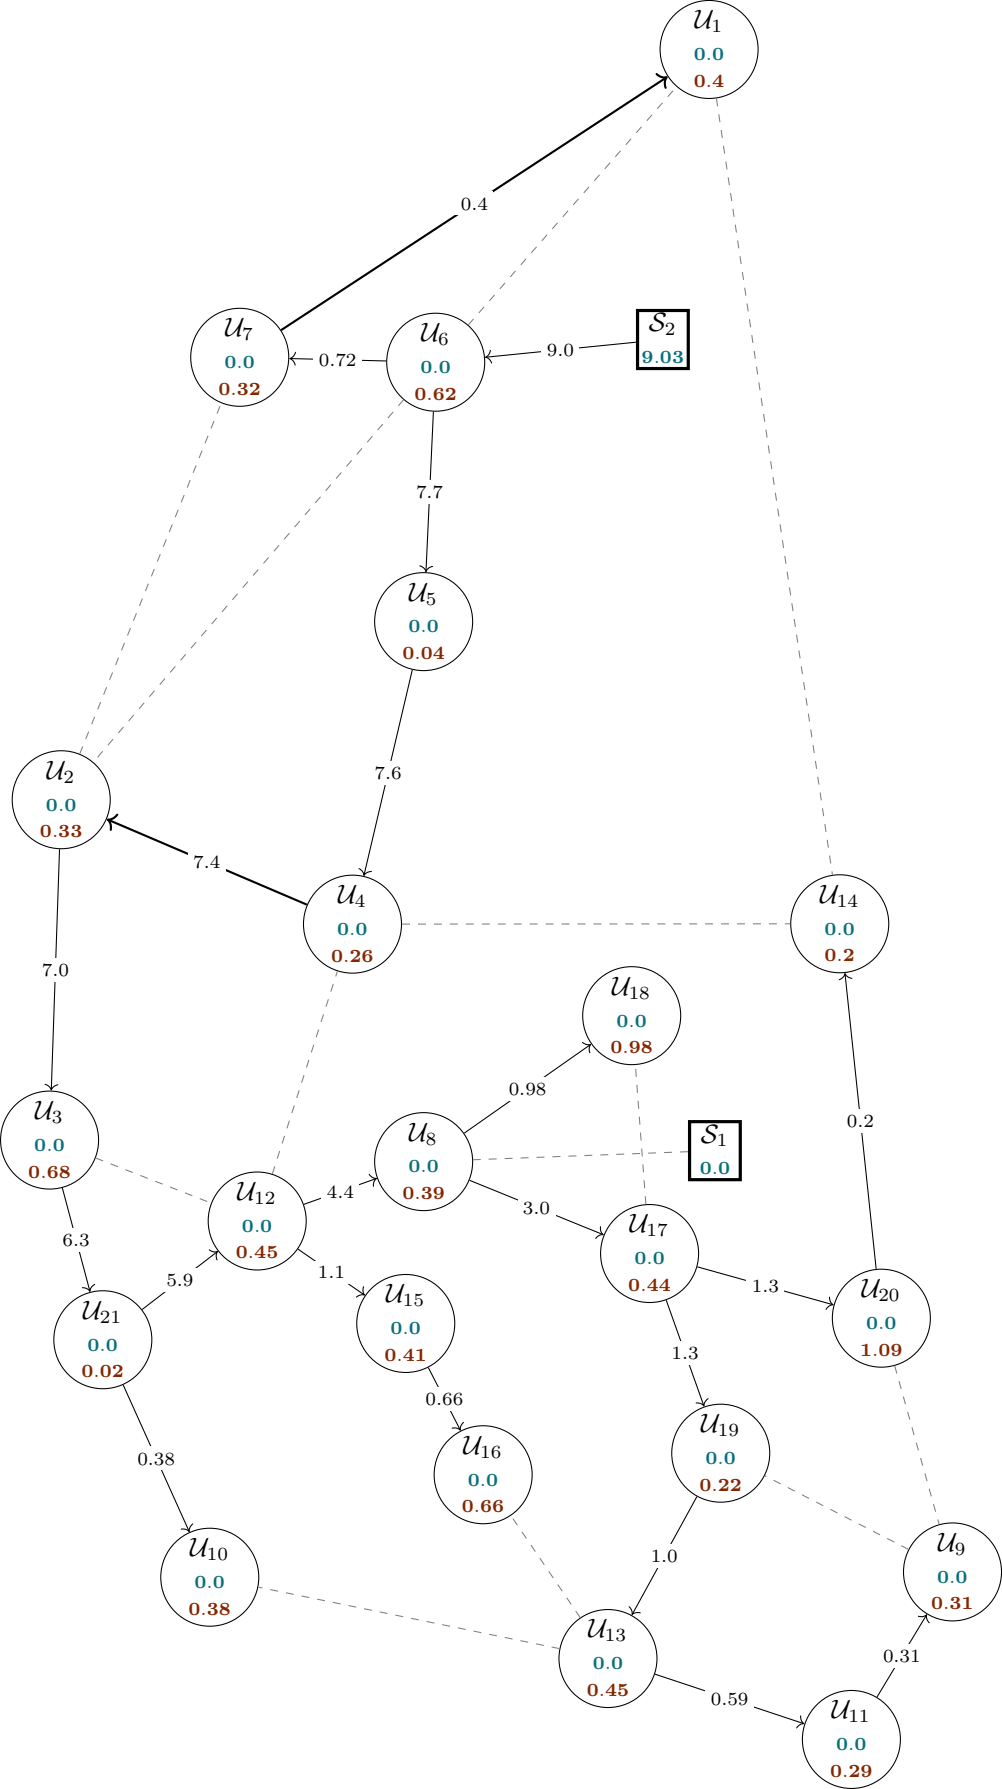 𝒰₁
0.0
0.4
0.4
𝒰₇
0.0
0.32
0.72
𝒰₆
0.0
0.62
9.0
𝒮₂
9.03
7.7
𝒰₅
0.0
0.04
7.6
𝒰₂
0.0
0.33
7.4
𝒰₄
0.0
0.26
𝒰₁₄
0.0
0.2
7.0
𝒰₁₈
0.0
0.98
0.98
𝒰₃
0.0
0.68
𝒰₈
0.0
0.39
𝒮₁
0.0
0.2
𝒰₁₂
0.0
0.45
4.4
3.0
6.3
5.9
1.1
𝒰₁₇
0.0
0.44
1.3
𝒰₂₀
0.0
1.09
𝒰₂₁
0.0
0.02
𝒰₁₅
0.0
0.41
1.3
0.66
0.38
𝒰₁₆
0.0
0.66
𝒰₁₉
0.0
0.22
1.0
𝒰₁₀
0.0
0.38
𝒰₉
0.0
0.31
𝒰₁₃
0.0
0.45
0.31
0.59
𝒰₁₁
0.0
0.29